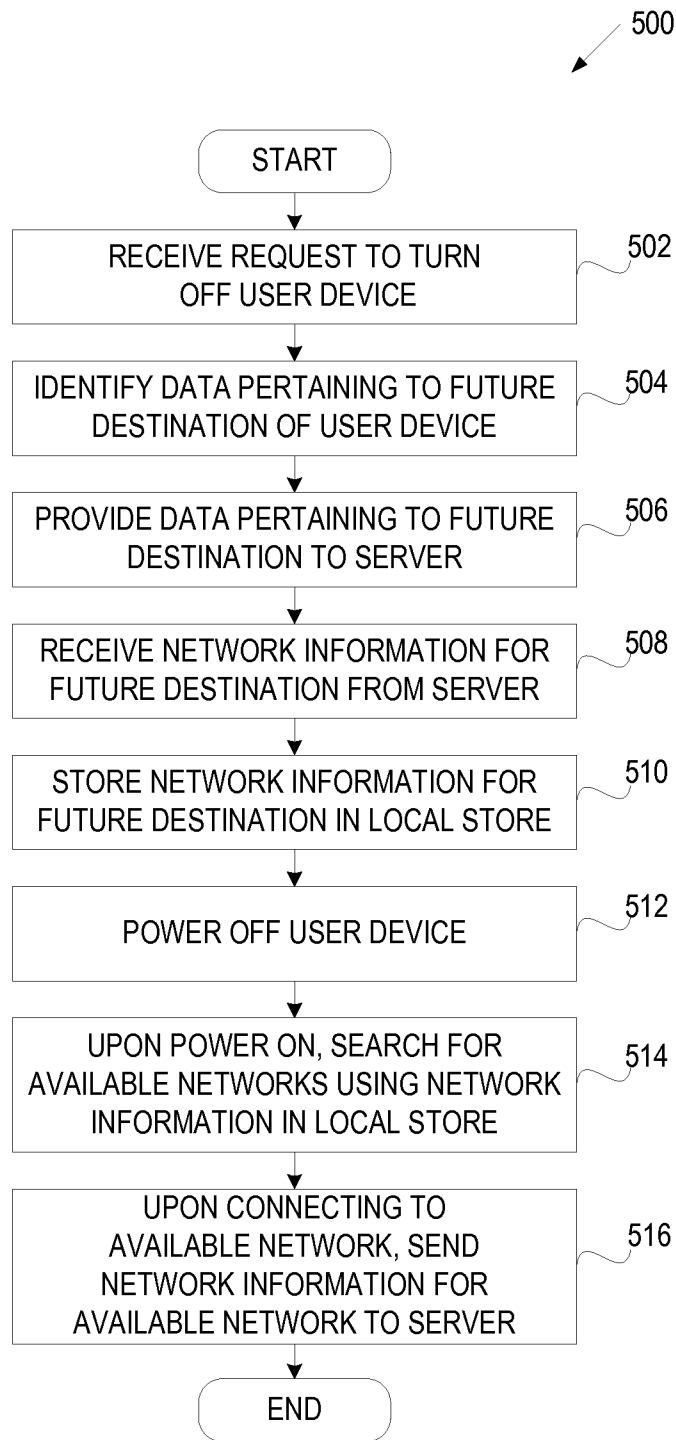 500
START
RECEIVE REQUEST TO TURN
OFF USER DEVICE
502
IDENTIFY DATA PERTAINING TO FUTURE
DESTINATION OF USER DEVICE
504
PROVIDE DATA PERTAINING TO FUTURE
DESTINATION TO SERVER
506
RECEIVE NETWORK INFORMATION FOR
FUTURE DESTINATION FROM SERVER
508
STORE NETWORK INFORMATION FOR
FUTURE DESTINATION IN LOCAL STORE
510
POWER OFF USER DEVICE
512
UPON POWER ON, SEARCH FOR
AVAILABLE NETWORKS USING NETWORK
INFORMATION IN LOCAL STORE
514
UPON CONNECTING TO
AVAILABLE NETWORK, SEND
NETWORK INFORMATION FOR
AVAILABLE NETWORK TO SERVER
516
END